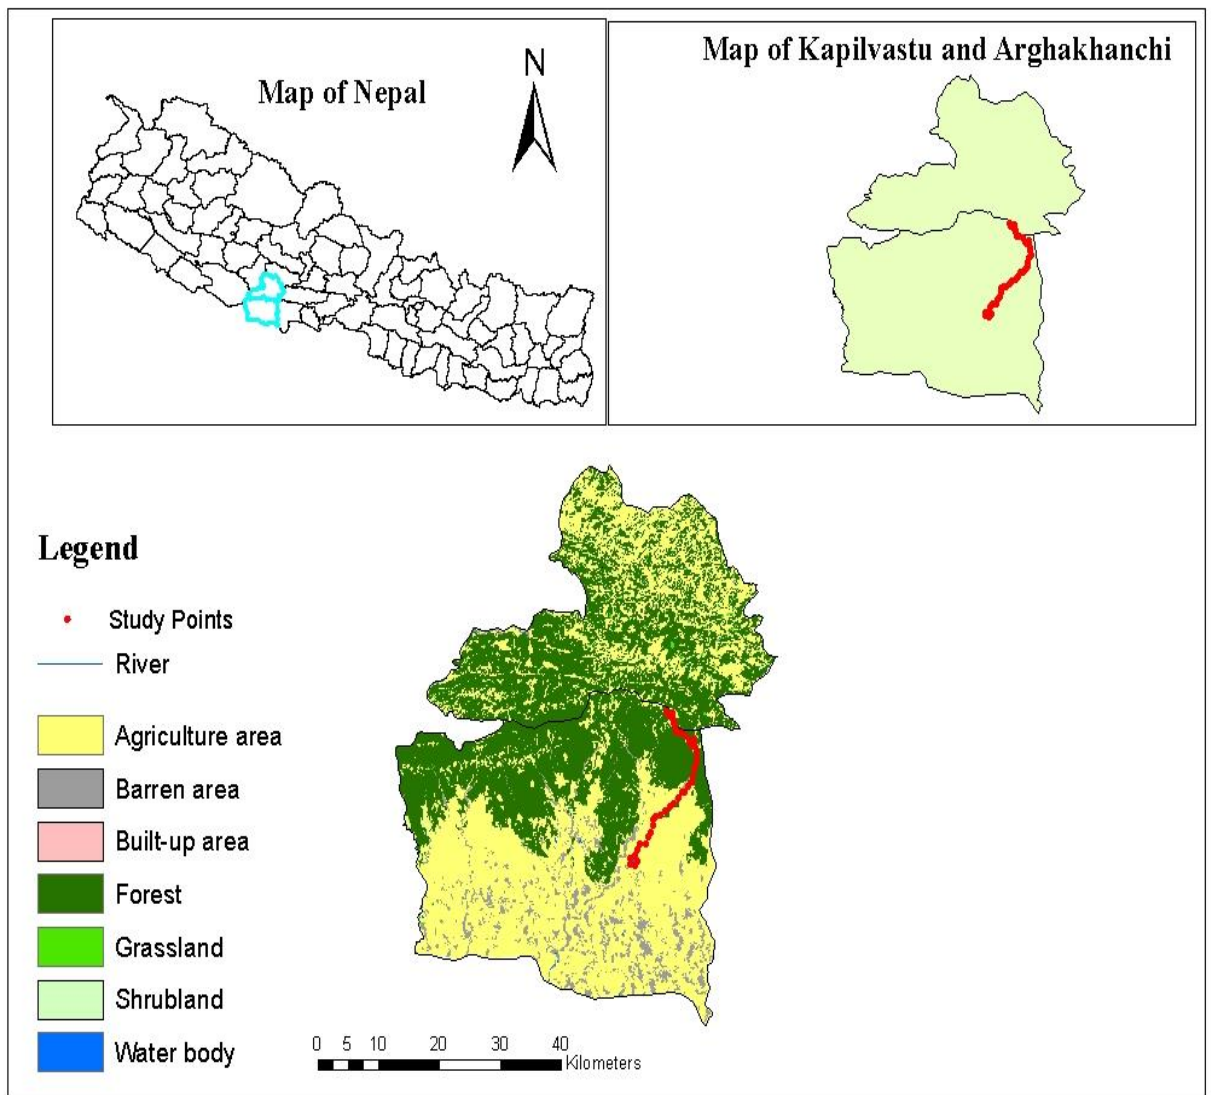 Map of Nepal
N
Map of Kapilvastu and Arghakhanchi
Legend
Study Points
River
Agriculture area
Barren area
Built-up area
Forest
Grassland
Shrubland
Water body
0 5 10 20 30 40
Kilometers